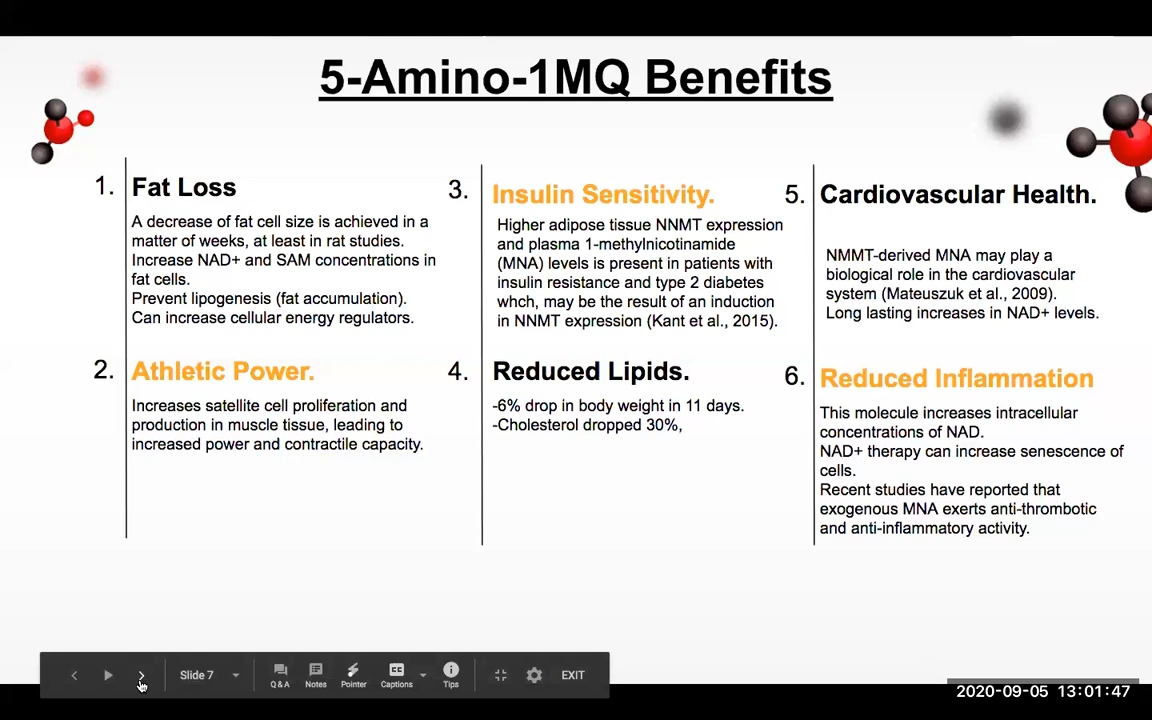 5-Amino-1MQ Benefits
1. Fat Loss
A decrease of fat cell size is achieved in a
matter of weeks, at least in rat studies.
Increase NAD+ and SAM concentrations in
fat cells.
Prevent lipogenesis (fat accumulation).
Can increase cellular energy regulators.
2. Athletic Power.
Increases satellite cell proliferation and
production in muscle tissue, leading to
increased power and contractile capacity.
3. Insulin Sensitivity.
Higher adipose tissue NNMT expression
and plasma 1-methylnicotinamide
(MNA) levels is present in patients with
insulin resistance and type 2 diabetes
whch, may be the result of an induction
in NNMT expression (Kant et al., 2015).
4. Reduced Lipids.
-6% drop in body weight in 11 days.
-Cholesterol dropped 30%,
5. Cardiovascular Health.
NMMT-derived MNA may play a
biological role in the cardiovascular
system (Mateuszuk et al., 2009).
Long lasting increases in NAD+ levels.
6. Reduced Inflammation
This molecule increases intracellular
concentrations of NAD.
NAD+ therapy can increase senescence of
cells.
Recent studies have reported that
exogenous MNA exerts anti-thrombotic
and anti-inflammatory activity.
Slide 7
Q&A
Notes
Pointer
CC
Captions
Tips
EXIT
2020-09-05 13:01:47